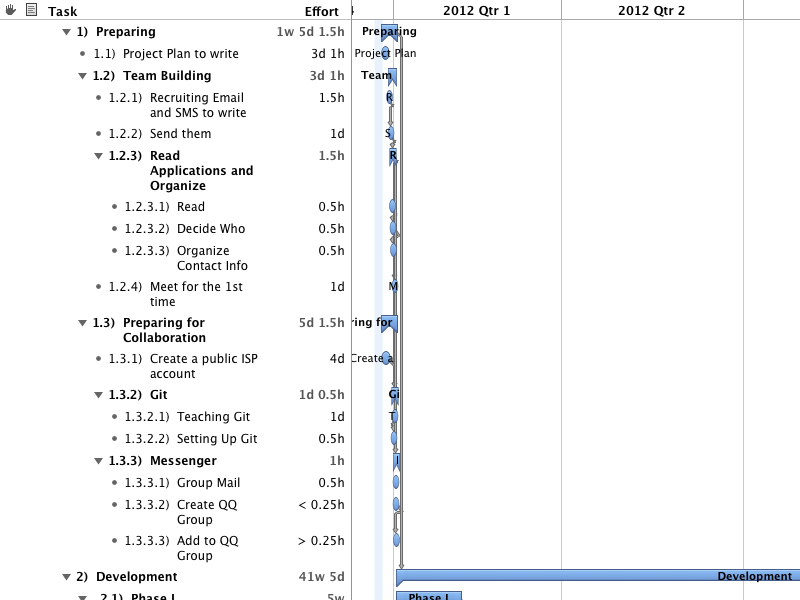 Task Effort 2012 Qtr 1 2012 Qtr 2
1) Preparing 1w 5d 1.5h Preparing
1.1) Project Plan to write 3d 1h Project Plan
1.2) Team Building 3d 1h Team
1.2.1) Recruiting Email 1.5h R
and SMS to write
1.2.2) Send them 1d S
1.2.3) Read 1.5h R
Applications and
Organize
1.2.3.1) Read 0.5h
1.2.3.2) Decide Who 0.5h
1.2.3.3) Organize 0.5h
Contact Info
1.2.4) Meet for the 1st 1d M
time
1.3) Preparing for 5d 1.5h ring for
Collaboration
1.3.1) Create a public ISP 4d Create a
account
1.3.2) Git 1d 0.5h Gi
1.3.2.1) Teaching Git 1d T
1.3.2.2) Setting Up Git 0.5h
1.3.3) Messenger 1h
1.3.3.1) Group Mail 0.5h
1.3.3.2) Create QQ < 0.25h
Group
1.3.3.3) Add to QQ > 0.25h
Group
2) Development 41w 5d Development
2.1) Phase I 5w Phase I